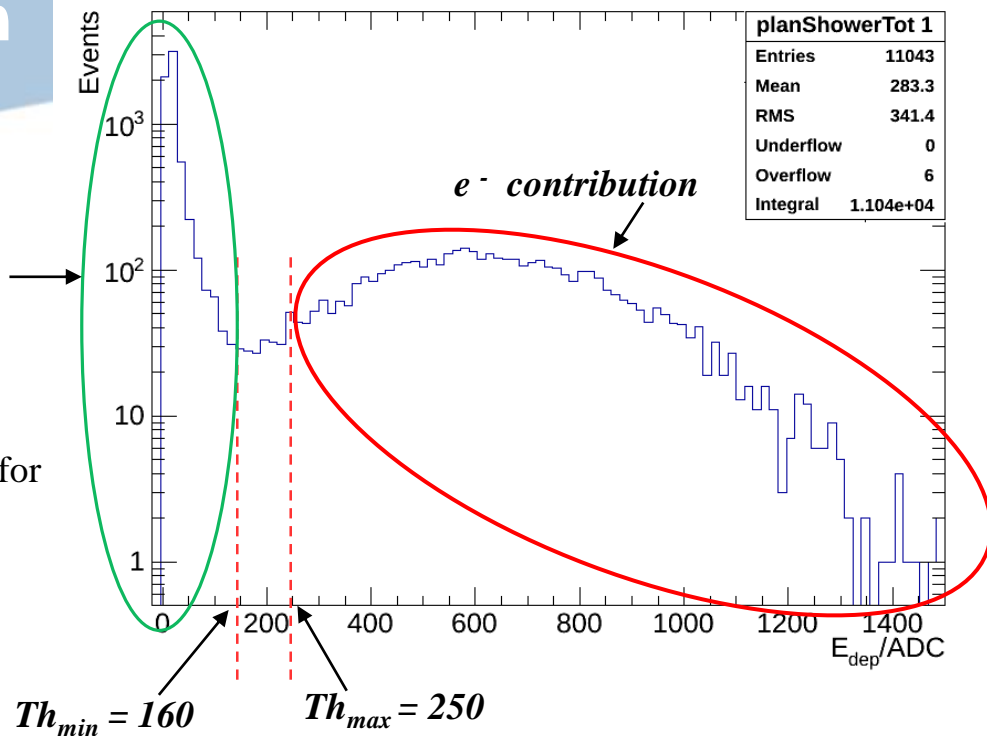 n
planShowerTot 1
Entries 11043
Mean 283.3
RMS 341.4
Underflow 0
Overflow 6
Integral 1.104e+04
Events
10³
10²
10
1
e⁻ contribution
for
0 200 400 600 800 1000 1200 1400
E_dep/ADC
Th_min = 160
Th_max = 250